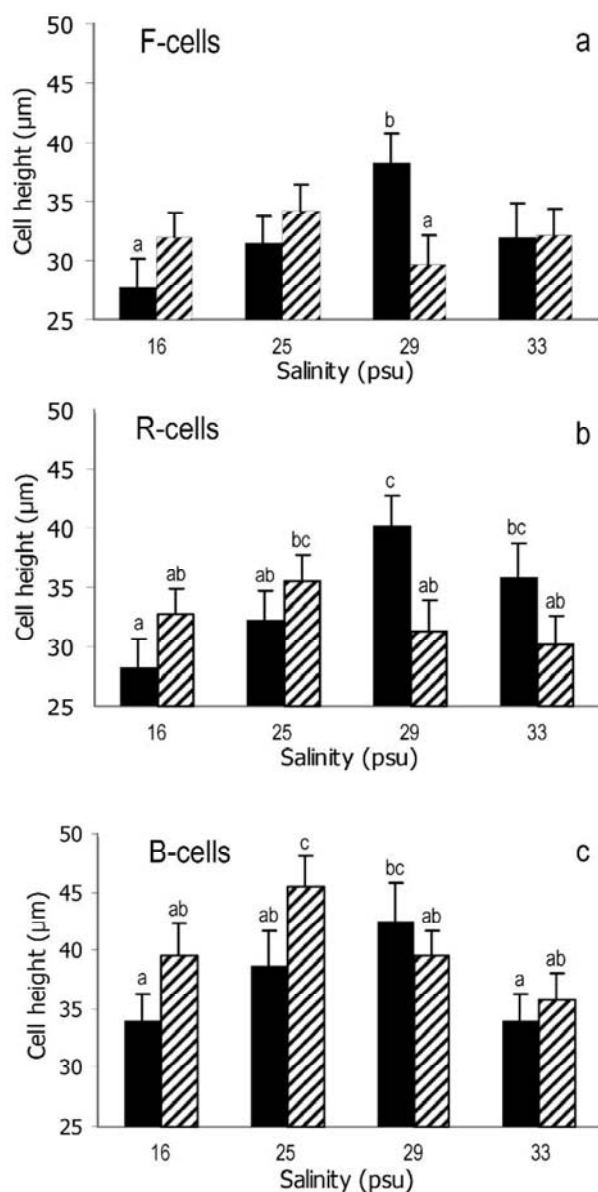 50
F-cells a
45
40
35
30
25
Cell height (µm)
b
a a
16 25 29 33
Salinity (psu)
50
R-cells b
45
40
35
30
25
Cell height (µm)
c
bc bc
ab ab ab ab
a
16 25 29 33
Salinity (psu)
50
B-cells c
45
40
35
30
25
Cell height (µm)
c
bc
ab ab ab ab
a a
16 25 29 33
Salinity (psu)